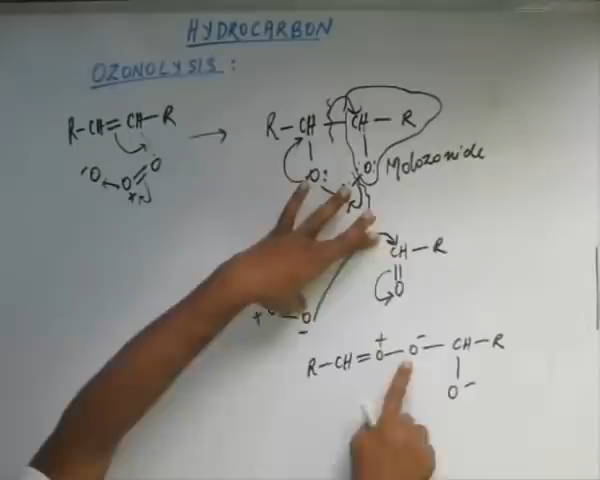 HYDROCARBON
OZONOLYSIS :
R-CH=CH-R
R-CH-CH-R
O: O:
Molozonide
CH-R
O
R-CH=O-O-CH-R
+ -
O-